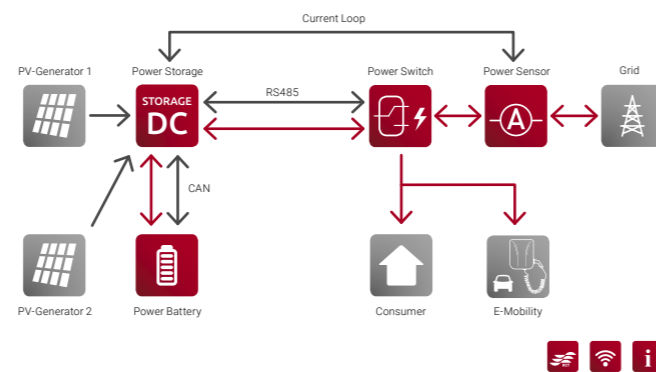 Current Loop
PV-Generator 1
Power Storage
Power Switch
Power Sensor
Grid
STORAGE
DC
RS485
A
CAN
PV-Generator 2
Power Battery
Consumer
E-Mobility
i